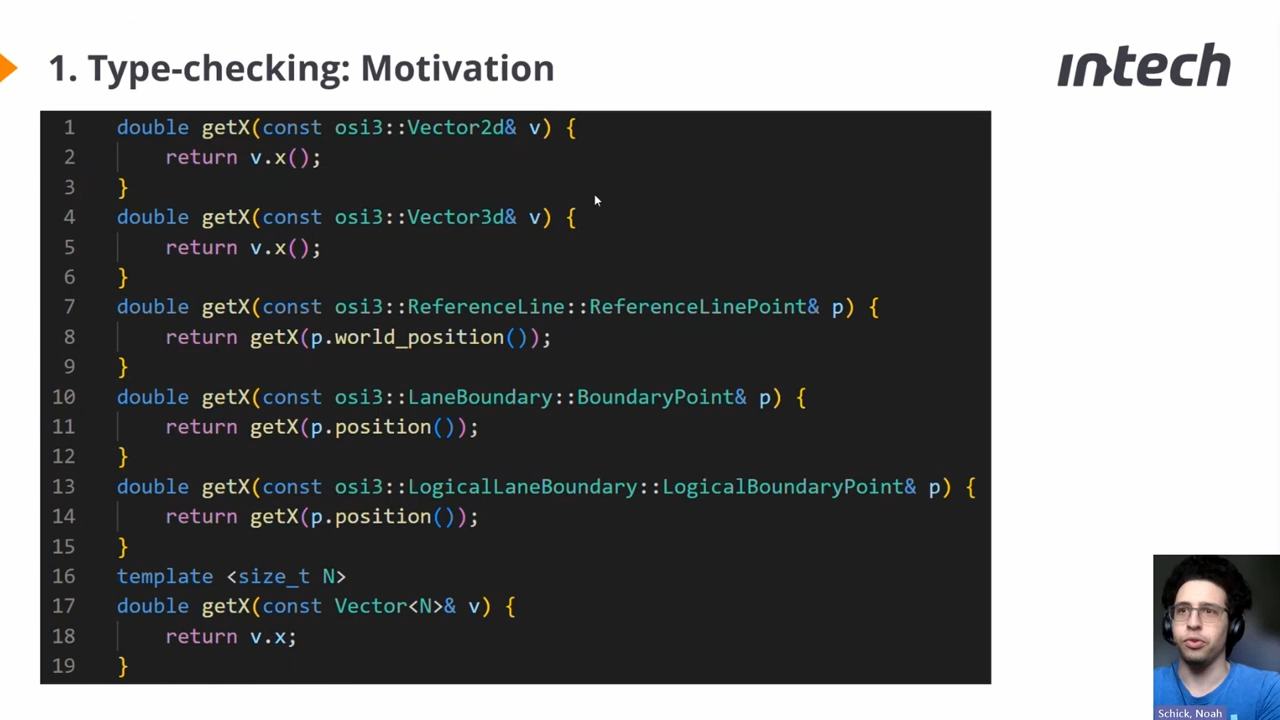 1. Type-checking: Motivation
intech
1 double getX(const osi3::Vector2d& v) {
2 return v.x();
3 }
4 double getX(const osi3::Vector3d& v) {
5 return v.x();
6 }
7 double getX(const osi3::ReferenceLine::ReferenceLinePoint& p) {
8 return getX(p.world_position());
9 }
10 double getX(const osi3::LaneBoundary::BoundaryPoint& p) {
11 return getX(p.position());
12 }
13 double getX(const osi3::LogicalLaneBoundary::LogicalBoundaryPoint& p) {
14 return getX(p.position());
15 }
16 template <size_t N>
17 double getX(const Vector<N>& v) {
18 return v.x;
19 }
Schick, Noah